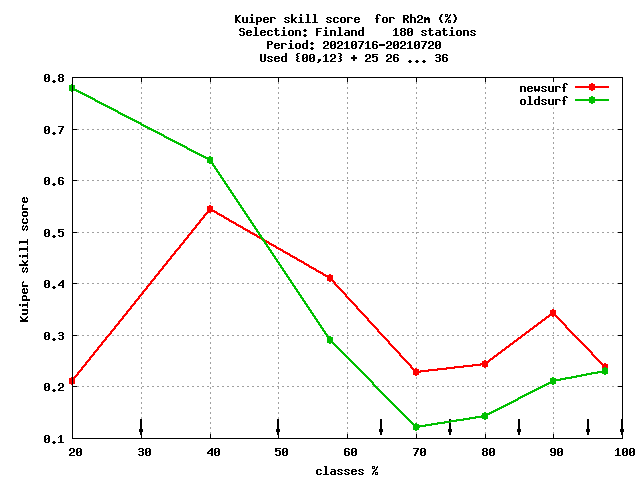 Kuiper skill score  for Rh2m (%)
Selection: Finland    180 stations
Period: 20210716-20210720
Used {00,12} + 25 26 ... 36
newsurf
oldsurf
Kuiper skill score
0.8
0.7
0.6
0.5
0.4
0.3
0.2
0.1
20 30 40 50 60 70 80 90 100
classes %